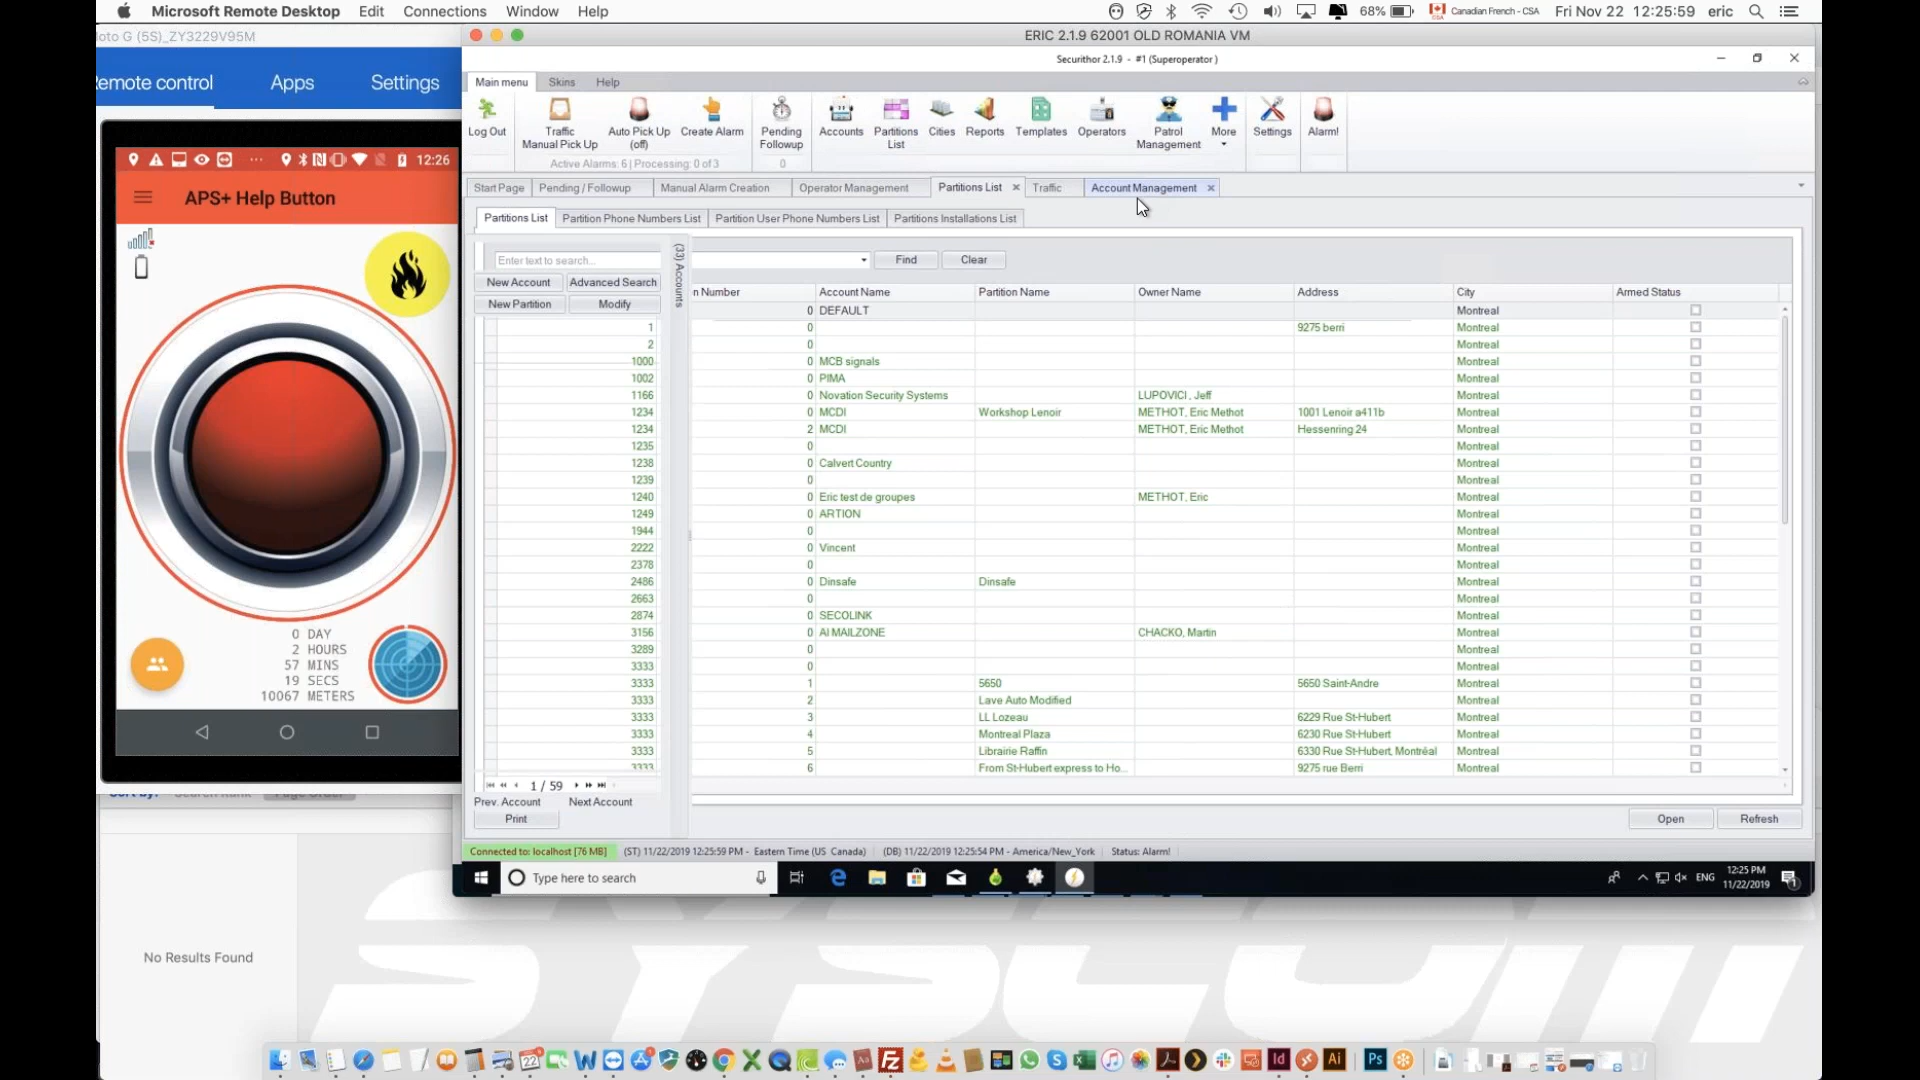 Microsoft Remote Desktop Edit Connections Window Help 68% Canadian French - CSA Fri Nov 22 12:25:59 eric
oto G (5S)_ZY3229V95M
emote control Apps Settings
12:26
APS+ Help Button
0 DAY
2 HOURS
57 MINS
19 SECS
10067 METERS
No Results Found
ERIC 2.1.9 62001 OLD ROMANIA VM
Securithor 2.1.9 - #1 (Superoperator )
Main menu Skins Help
Log Out
Traffic Manual Pick Up
Auto Pick Up (off)
Create Alarm
Pending Followup
Accounts
Partitions List
Cities
Reports
Templates
Operators
Patrol Management
More
Settings
Alarm!
Active Alarms: 6 | Processing: 0 of 3 0
Start Page Pending / Followup Manual Alarm Creation Operator Management Partitions List Traffic Account Management
Partitions List Partition Phone Numbers List Partition User Phone Numbers List Partitions Installations List
Enter text to search... Find Clear
(33) Accounts
New Account Advanced Search
New Partition Modify
n Number Account Name Partition Name Owner Name Address City Armed Status
0 DEFAULT Montreal
1 0 9275 berri Montreal
2 0 Montreal
1000 0 MCB signals Montreal
1002 0 PIMA Montreal
1166 0 Novation Security Systems LUPOVICI , Jeff Montreal
1234 0 MCDI Workshop Lenoir METHOT, Eric Methot 1001 Lenoir a411b Montreal
1234 2 MCDI METHOT, Eric Methot Hessenring 24 Montreal
1235 0 Montreal
1238 0 Calvert Country Montreal
1239 0 Montreal
1240 0 Eric test de groupes METHOT, Eric Montreal
1249 0 ARTION Montreal
1944 0 Montreal
2222 0 Vincent Montreal
2378 0 Montreal
2486 0 Dinsafe Dinsafe Montreal
2663 0 Montreal
2874 0 SECOLINK Montreal
3156 0 AI MAILZONE CHACKO, Martin Montreal
3289 0 Montreal
3333 0 Montreal
3333 1 5650 5650 Saint-Andre Montreal
3333 2 Lave Auto Modified Montreal
3333 3 LL Lozeau 6229 Rue St-Hubert Montreal
3333 4 Montreal Plaza 6230 Rue St-Hubert Montreal
3333 5 Librairie Raffin 6330 Rue St-Hubert, Montréal Montreal
3333 6 From St-Hubert express to Ho... 9275 rue Berri Montreal
1 / 59
Prev. Account Next Account
Print Open Refresh
Connected to: localhost [76 MB] (ST) 11/22/2019 12:25:59 PM - Eastern Time (US Canada) (DB) 11/22/2019 12:25:54 PM - America/New_York Status: Alarm!
Type here to search ENG 12:25 PM
11/22/2019